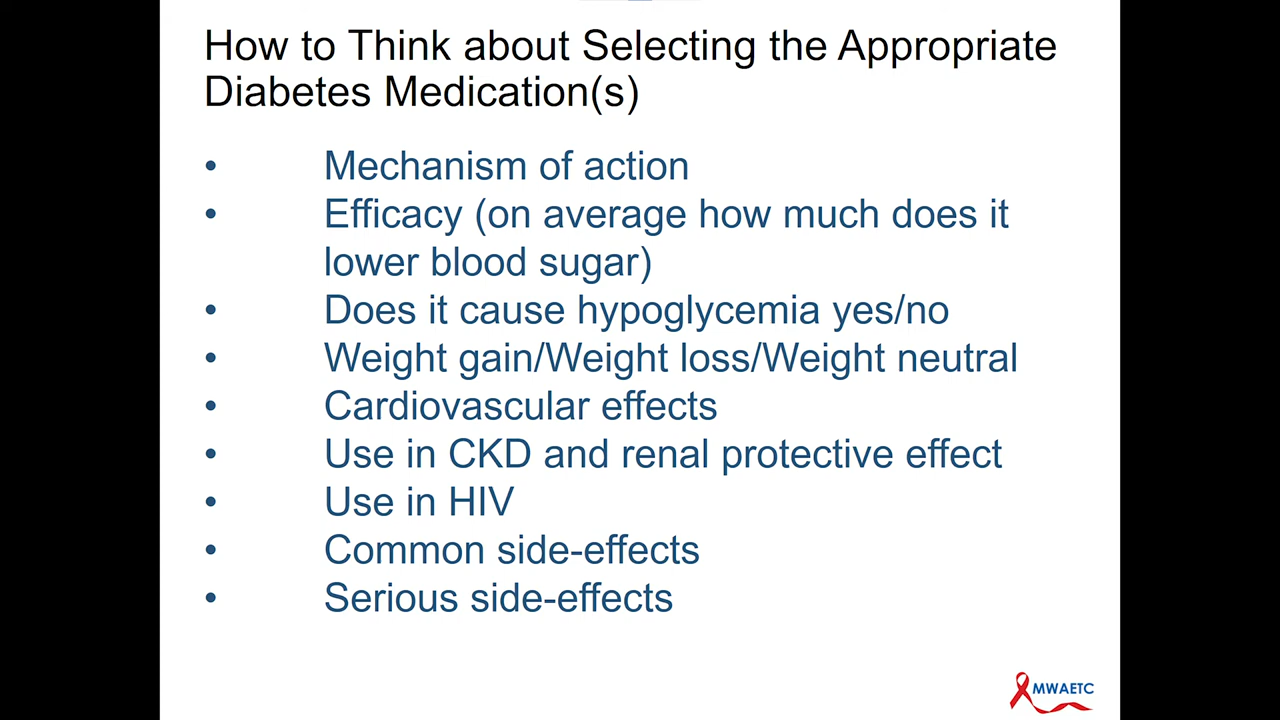 How to Think about Selecting the Appropriate
Diabetes Medication(s)
• Mechanism of action
• Efficacy (on average how much does it
lower blood sugar)
• Does it cause hypoglycemia yes/no
• Weight gain/Weight loss/Weight neutral
• Cardiovascular effects
• Use in CKD and renal protective effect
• Use in HIV
• Common side-effects
• Serious side-effects
MWAETC